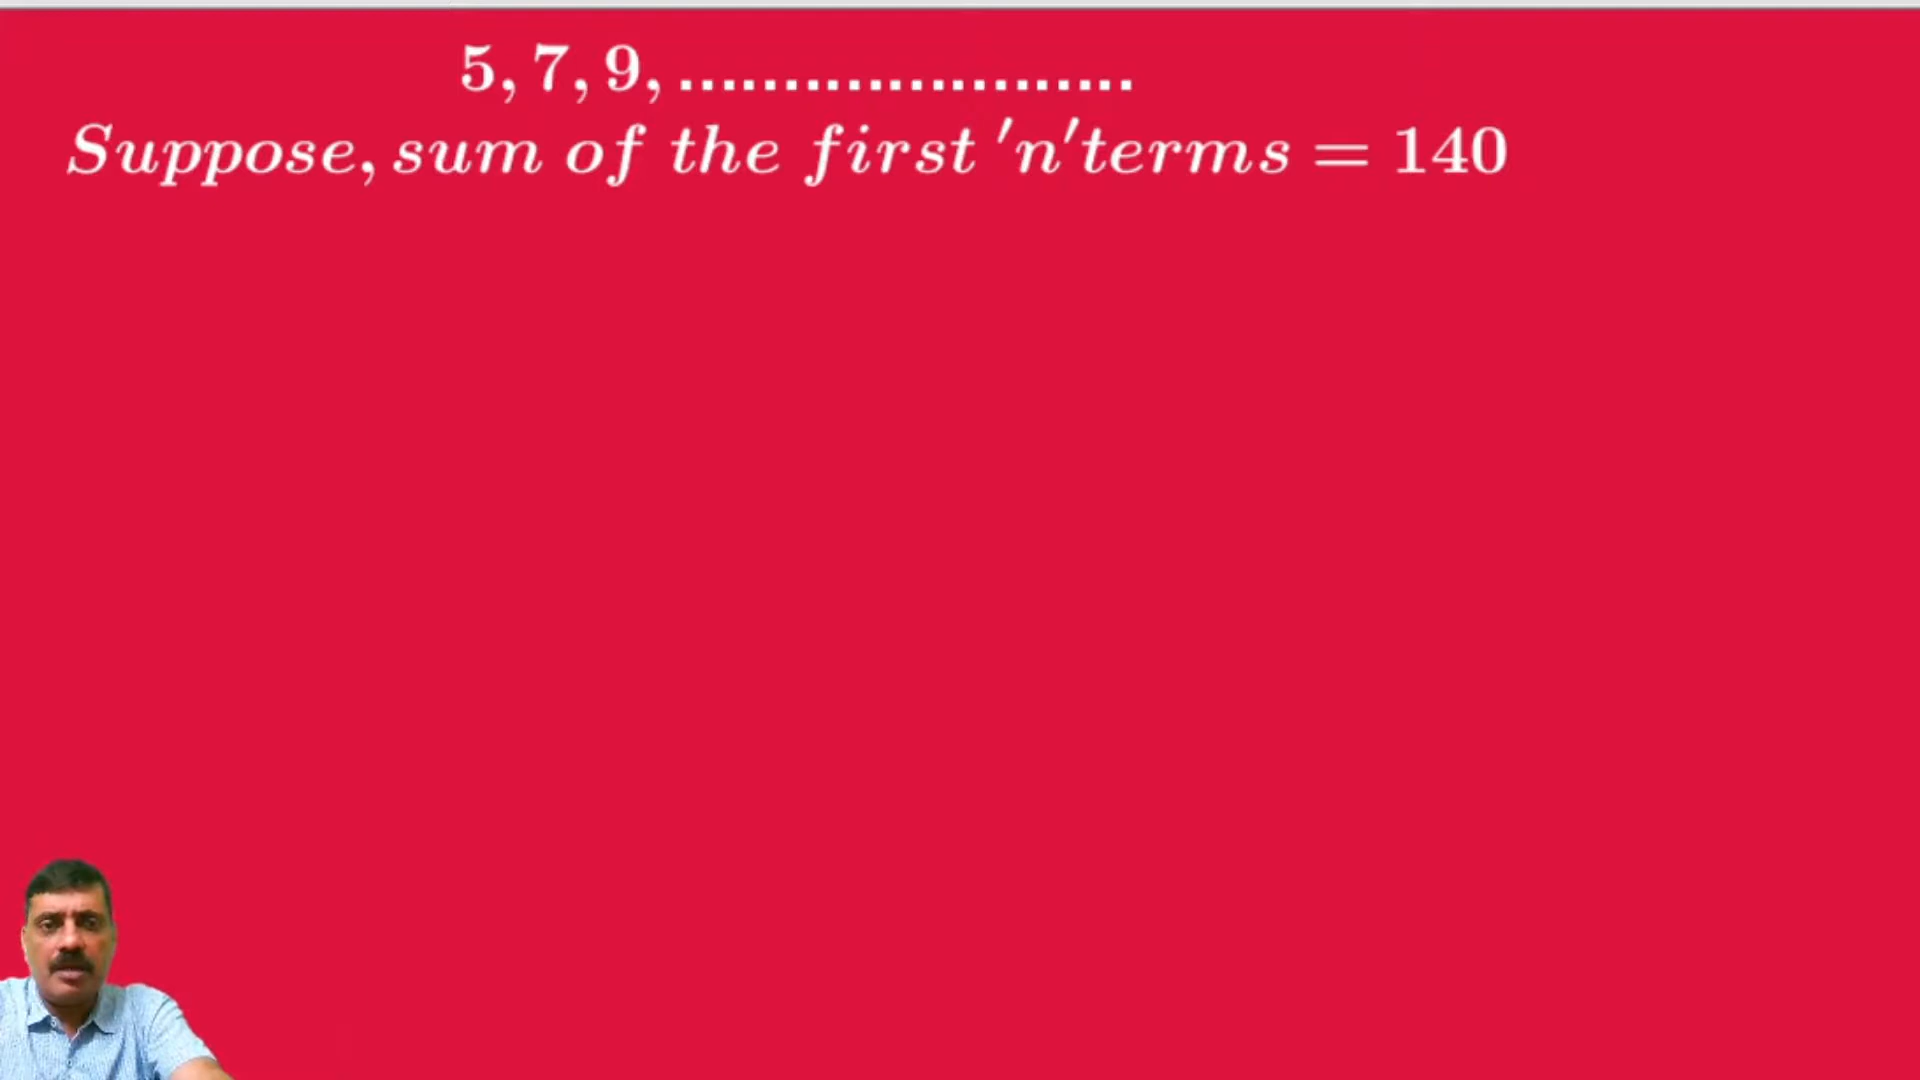 5, 7, 9, ......................
Suppose, sum of the first 'n' terms = 140